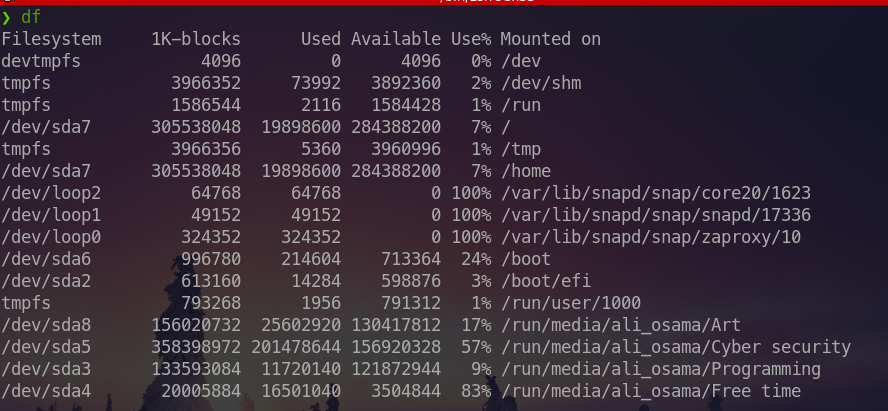 ❯ df
Filesystem     1K-blocks      Used Available Use% Mounted on
devtmpfs            4096         0      4096   0% /dev
tmpfs            3966352     73992   3892360   2% /dev/shm
tmpfs            1586544      2116   1584428   1% /run
/dev/sda7      305538048  19898600 284388200   7% /
tmpfs            3966356      5360   3960996   1% /tmp
/dev/sda7      305538048  19898600 284388200   7% /home
/dev/loop2         64768     64768         0 100% /var/lib/snapd/snap/core20/1623
/dev/loop1         49152     49152         0 100% /var/lib/snapd/snap/snapd/17336
/dev/loop0        324352    324352         0 100% /var/lib/snapd/snap/zaproxy/10
/dev/sda6         996780    214604    713364  24% /boot
/dev/sda2         613160     14284    598876   3% /boot/efi
tmpfs             793268      1956    791312   1% /run/user/1000
/dev/sda8      156020732  25602920 130417812  17% /run/media/ali_osama/Art
/dev/sda5      358398972 201478644 156920328  57% /run/media/ali_osama/Cyber security
/dev/sda3      133593084  11720140 121872944   9% /run/media/ali_osama/Programming
/dev/sda4       20005884  16501040   3504844  83% /run/media/ali_osama/Free time